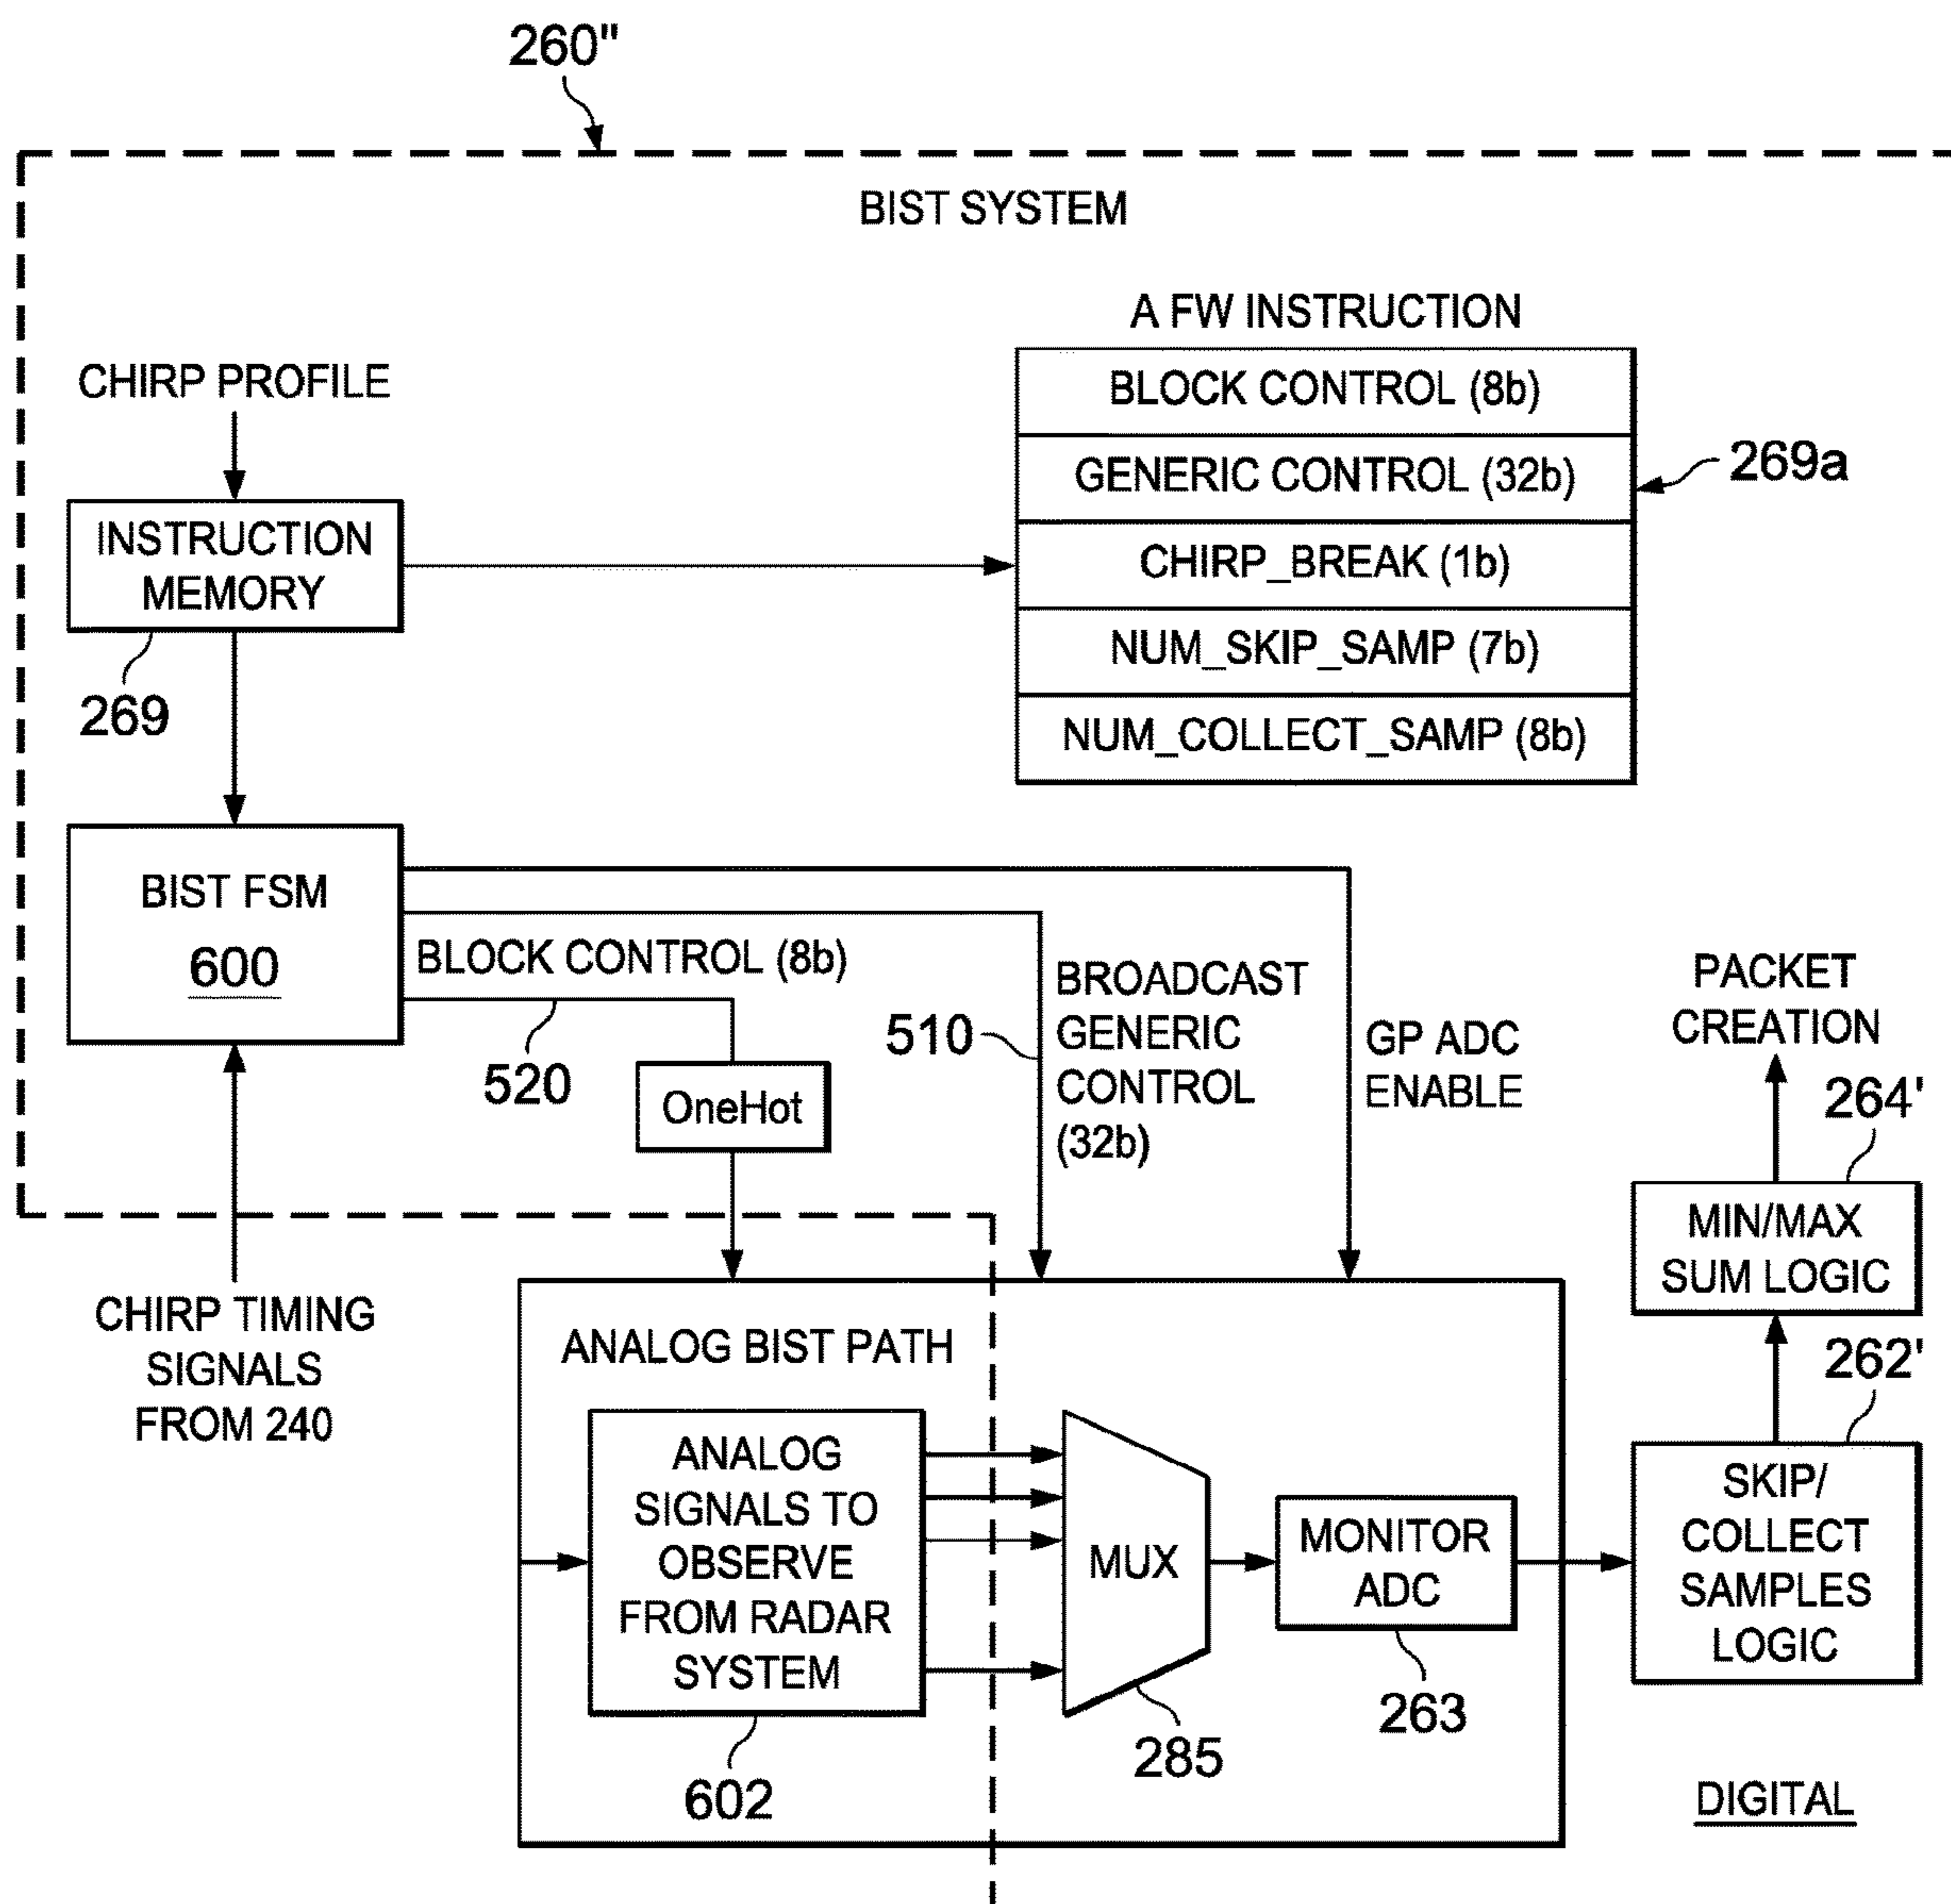 260"
BIST SYSTEM
A FW INSTRUCTION
CHIRP PROFILE
BLOCK CONTROL (8b)
GENERIC CONTROL (32b)
269a
INSTRUCTION
MEMORY
CHIRP_BREAK (1b)
NUM_SKIP_SAMP (7b)
269
NUM_COLLECT_SAMP (8b)
BIST FSM
600
BLOCK CONTROL (8b)
520
OneHot
510
BROADCAST
GENERIC
CONTROL
(32b)
GP ADC
ENABLE
PACKET
CREATION
264'
MIN/MAX
SUM LOGIC
262'
CHIRP TIMING
SIGNALS
FROM 240
ANALOG BIST PATH
ANALOG
SIGNALS TO
OBSERVE
FROM RADAR
SYSTEM
602
MUX
285
MONITOR
ADC
263
SKIP/
COLLECT
SAMPLES
LOGIC
DIGITAL